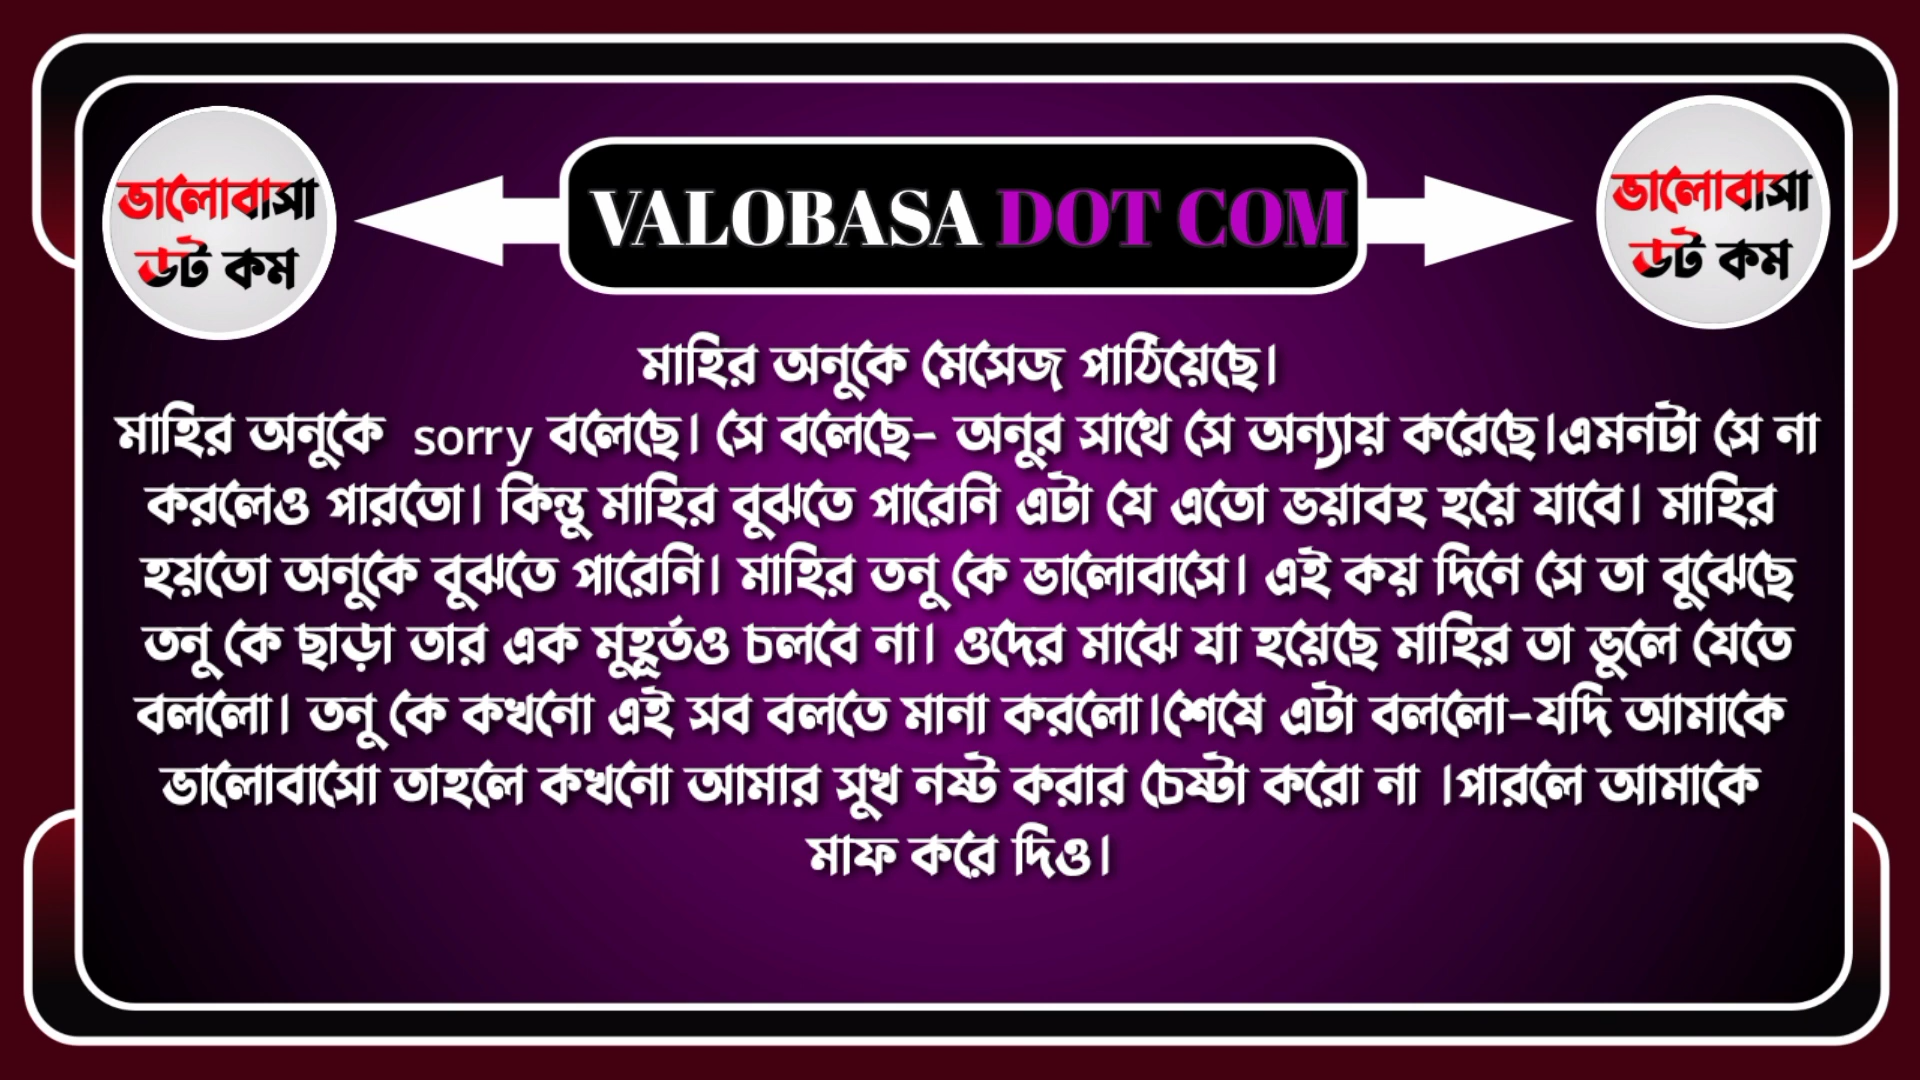 ভালোবাসা
ডট কম
VALOBASA DOT COM
ভালোবাসা
ডট কম
মাহির অনুকে মেসেজ পাঠিয়েছে।
মাহির অনুকে sorry বলেছে। সে বলেছে- অনুর সাথে সে অন্যায় করেছে।এমনটা সে না
করলেও পারতো। কিন্তু মাহির বুঝতে পারেনি এটা যে এতো ভয়াবহ হয়ে যাবে। মাহির
হয়তো অনুকে বুঝতে পারেনি। মাহির তনু কে ভালোবাসে। এই কয় দিনে সে তা বুঝেছে
তনু কে ছাড়া তার এক মুহূর্তও চলবে না। ওদের মাঝে যা হয়েছে মাহির তা ভুলে যেতে
বললো। তনু কে কখনো এই সব বলতে মানা করলো।শেষে এটা বললো-যদি আমাকে
ভালোবাসো তাহলে কখনো আমার সুখ নষ্ট করার চেষ্টা করো না ।পারলে আমাকে
মাফ করে দিও।